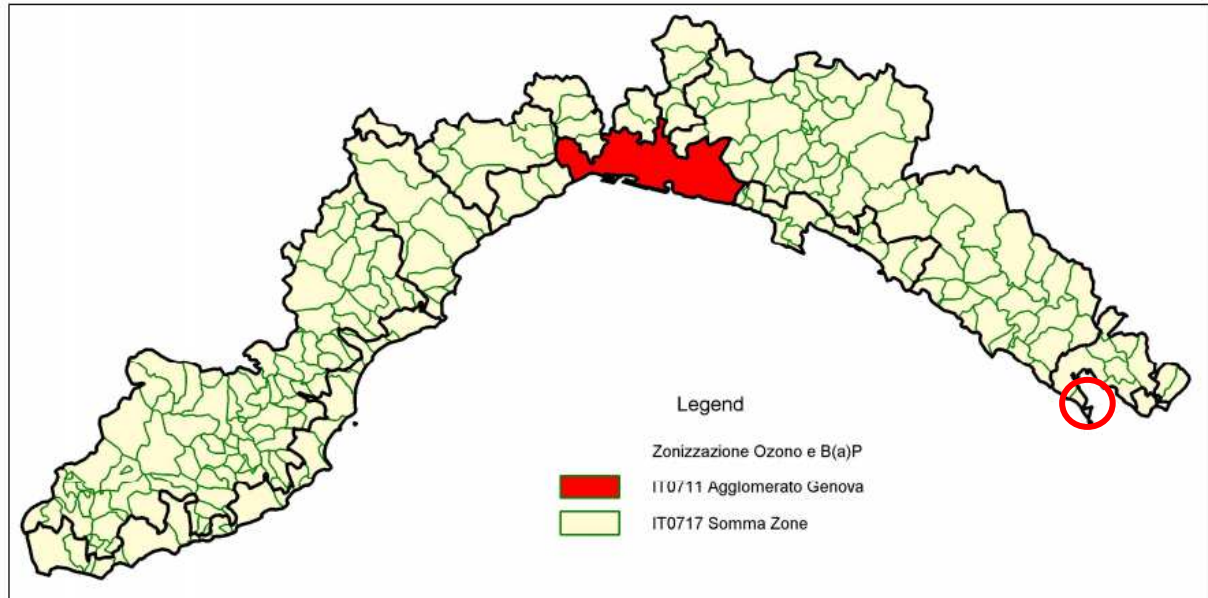 Legend
Zonizzazione Ozono e B(a)P
IT0711 Agglomerato Genova
IT0717 Somma Zone